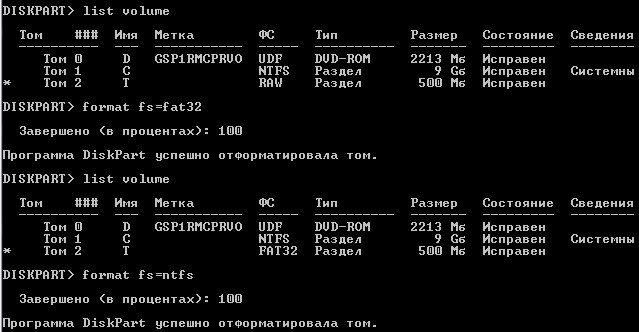 DISKPART> list volume
Том ### Имя Метка ФС Тип Размер Состояние Сведения
Том 0 D GSP1RMCPRVO UDF DVD-ROM 2213 Мб Исправен
Том 1 C NTFS Раздел 9 Gб Исправен Системны
* Том 2 T RAW Раздел 500 Мб Исправен
DISKPART> format fs=fat32
Завершено (в процентах): 100
Программа DiskPart успешно отформатировала том.
DISKPART> list volume
Том ### Имя Метка ФС Тип Размер Состояние Сведения
Том 0 D GSP1RMCPRVO UDF DVD-ROM 2213 Мб Исправен
Том 1 C NTFS Раздел 9 Gб Исправен Системны
* Том 2 T FAT32 Раздел 500 Мб Исправен
DISKPART> format fs=ntfs
Завершено (в процентах): 100
Программа DiskPart успешно отформатировала том.